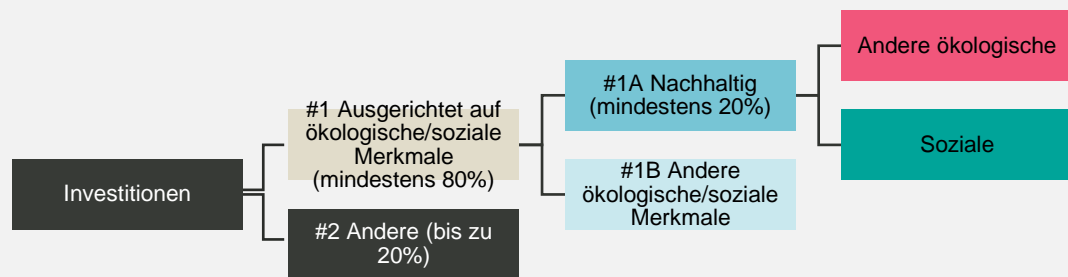 Investitionen
#1 Ausgerichtet auf
ökologische/soziale
Merkmale
(mindestens 80%)
#2 Andere (bis zu
20%)
#1A Nachhaltig
(mindestens 20%)
#1B Andere
ökologische/soziale
Merkmale
Andere ökologische
Soziale